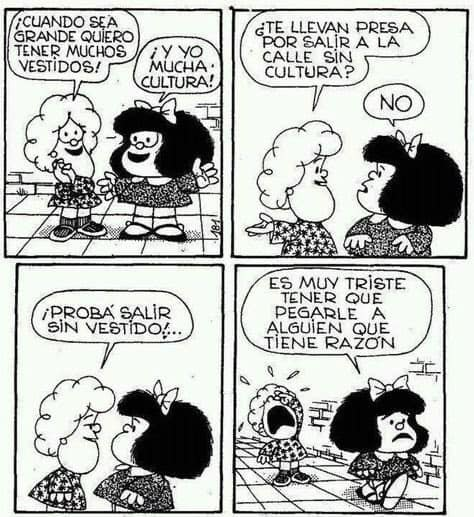 ¡CUANDO SEA
GRANDE QUIERO
TENER MUCHOS
VESTIDOS!
¡Y YO
MUCHA
CULTURA!
181
¿TE LLEVAN PRESA
POR SALIR A LA
CALLE SIN
CULTURA?
NO
¡PROBÁ SALIR
SIN VESTIDO!...
ES MUY TRISTE
TENER QUE
PEGARLE A
ALGUIEN QUE
TIENE RAZÓN